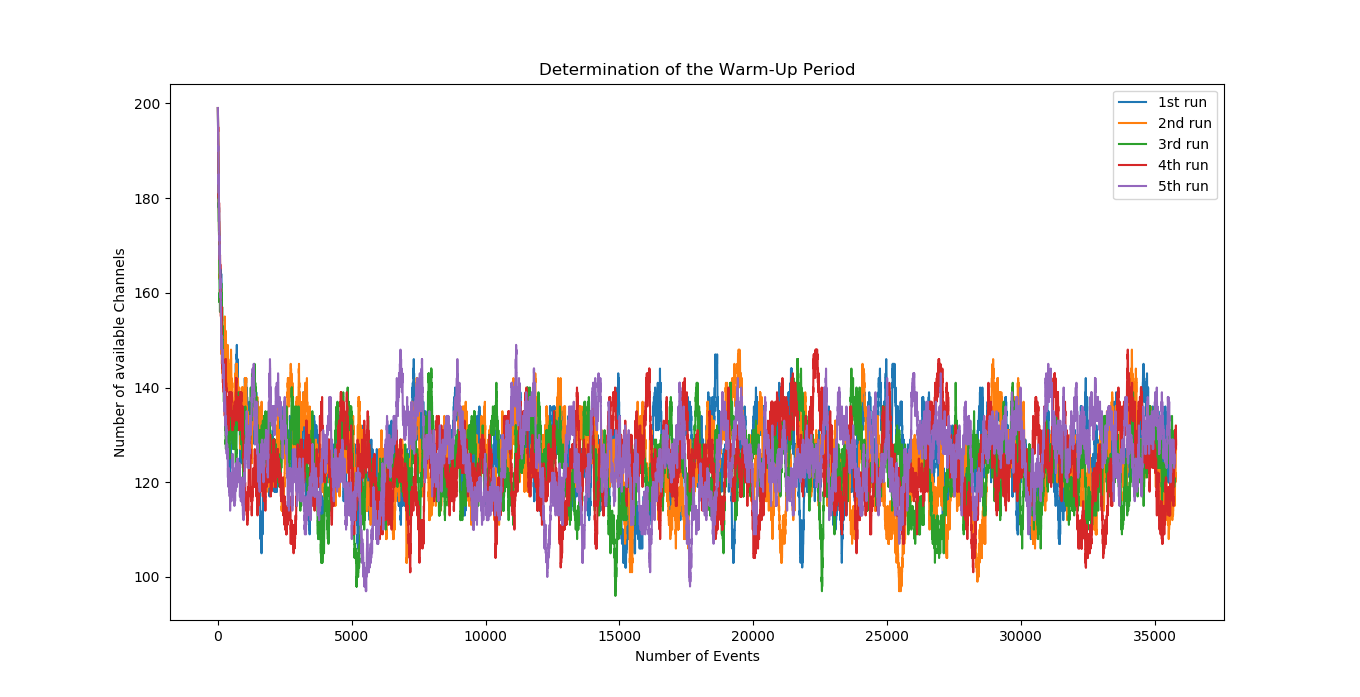 Determination of the Warm-Up Period
200
180
160
140
120
100
Number of available Channels
1st run
2nd run
3rd run
4th run
5th run
0 5000 10000 15000 20000 25000 30000 35000
Number of Events